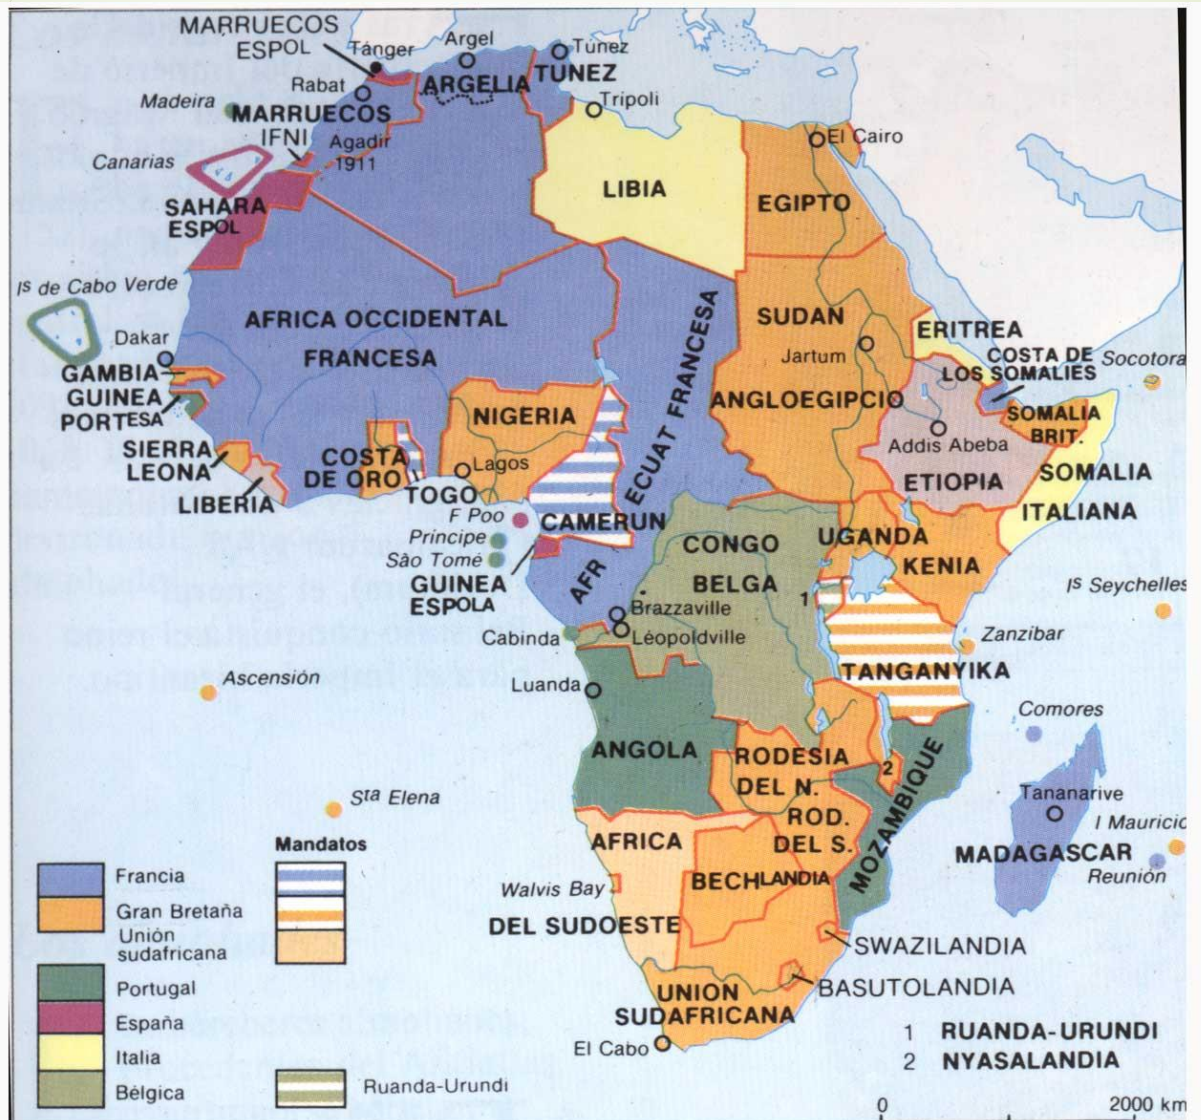 MARRUECOS
ESPOL
Tánger
Argel
Túnez
Rabat
ARGELIA
TUNEZ
Madeira
MARRUECOS
Trípoli
IFNI
Agadir
1911
El Cairo
Canarias
LIBIA
EGIPTO
SAHARA
ESPOL
Iˢ de Cabo Verde
AFRICA OCCIDENTAL
FRANCESA
SUDAN
ANGLOEGIPCIO
Jartum
ERITREA
COSTA DE
LOS SOMALIES
Socotora
Dakar
GAMBIA
GUINEA
PORTᴱˢᴬ
NIGERIA
AFR ECUAT FRANCESA
SOMALIA
BRIT.
Addis Abeba
SIERRA
LEONA
COSTA
DE ORO
Lagos
ETIOPIA
SOMALIA
ITALIANA
LIBERIA
TOGO
F Poo
CAMERUN
CONGO
BELGA
UGANDA
KENIA
Príncipe
Sào Tomé
GUINEA
ESPOLA
1
Iˢ Seychelles
Brazzaville
Léopoldville
Cabinda
Zanzíbar
TANGANYIKA
Ascensión
Luanda
Comores
ANGOLA
RODESIA
DEL N.
2
MOZAMBIQUE
Sᵗᵃ Elena
ROD.
DEL S.
Tananarive
I Mauricio
MADAGASCAR
Reunión
AFRICA
DEL SUDOESTE
BECHLANDIA
Walvis Bay
SWAZILANDIA
BASUTOLANDIA
UNION
SUDAFRICANA
El Cabo
1 RUANDA-URUNDI
2 NYASALANDIA
Mandatos
Francia
Gran Bretaña
Unión
sudafricana
Portugal
España
Italia
Bélgica
Ruanda-Urundi
0 2000 km